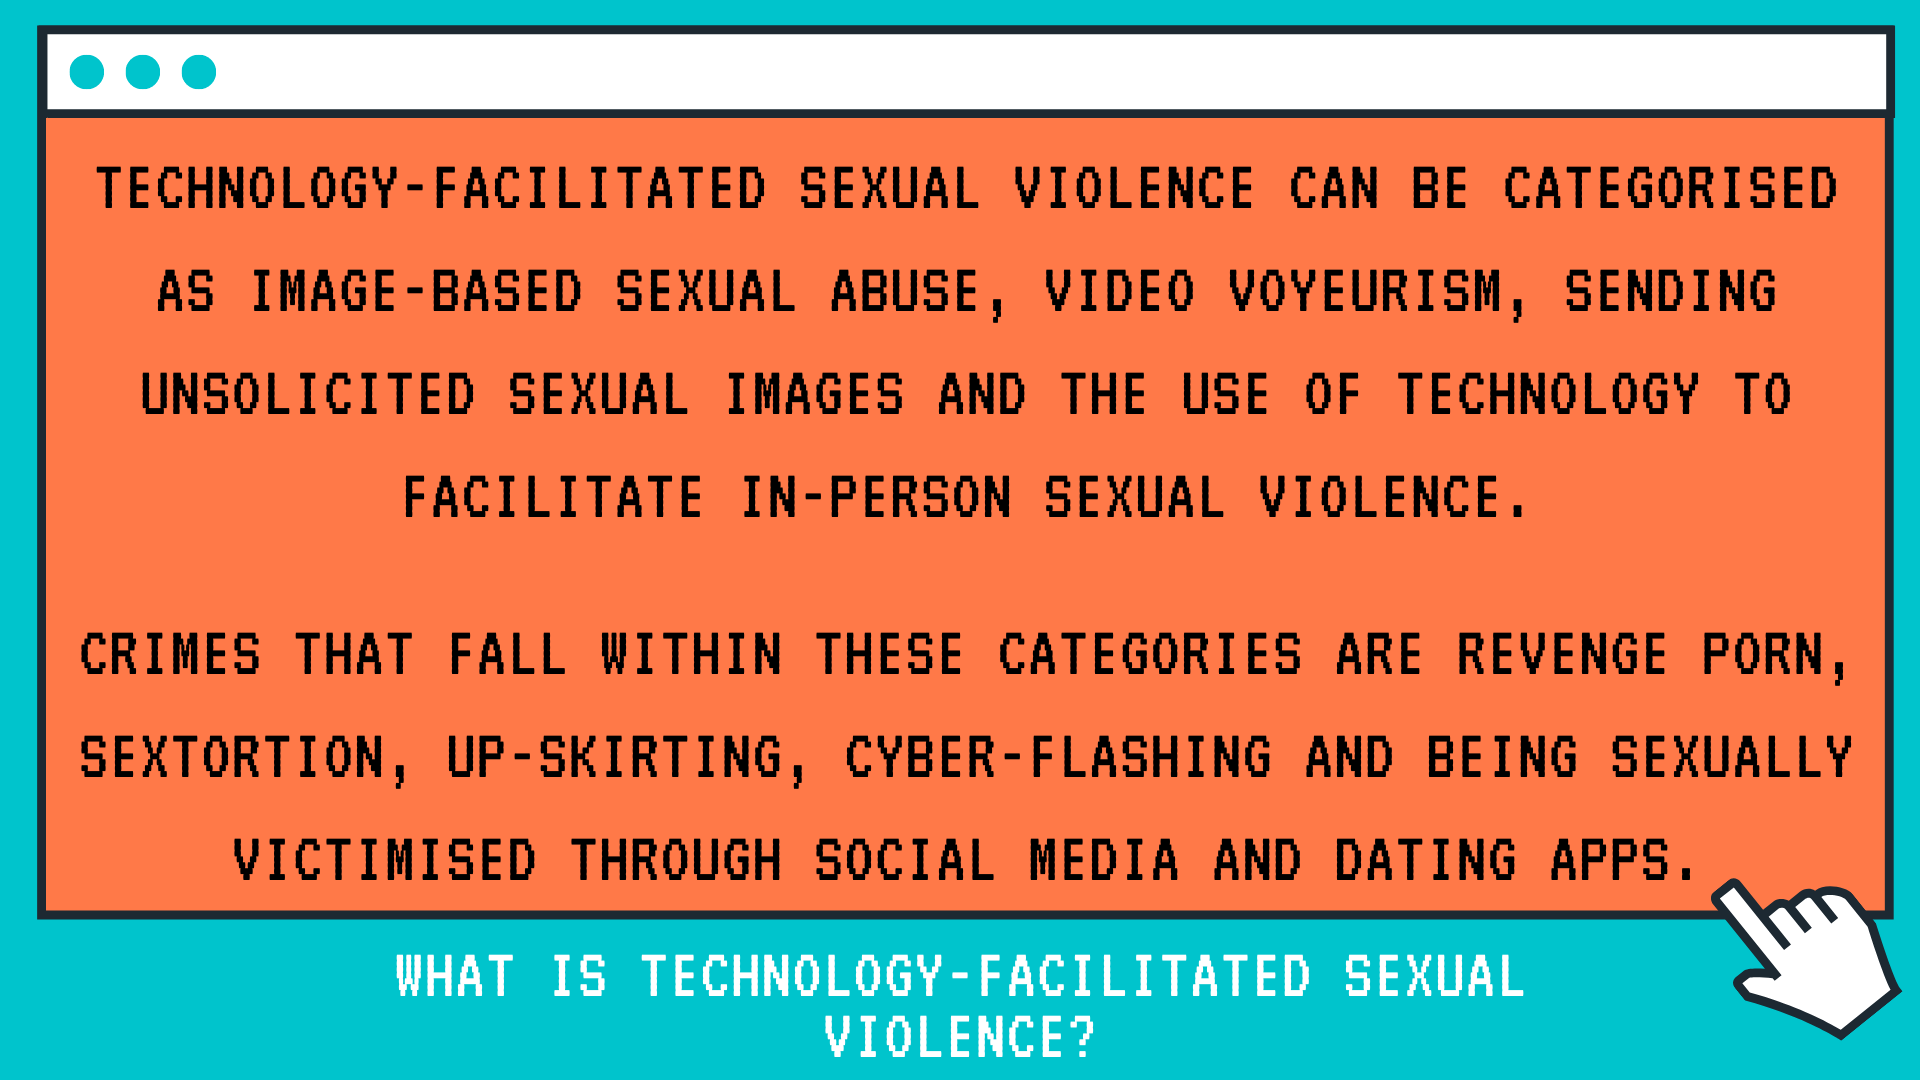 TECHNOLOGY-FACILITATED SEXUAL VIOLENCE CAN BE CATEGORISED
AS IMAGE-BASED SEXUAL ABUSE, VIDEO VOYEURISM, SENDING
UNSOLICITED SEXUAL IMAGES AND THE USE OF TECHNOLOGY TO
FACILITATE IN-PERSON SEXUAL VIOLENCE.
CRIMES THAT FALL WITHIN THESE CATEGORIES ARE REVENGE PORN,
SEXTORTION, UP-SKIRTING, CYBER-FLASHING AND BEING SEXUALLY
VICTIMISED THROUGH SOCIAL MEDIA AND DATING APPS.
WHAT IS TECHNOLOGY-FACILITATED SEXUAL
VIOLENCE?